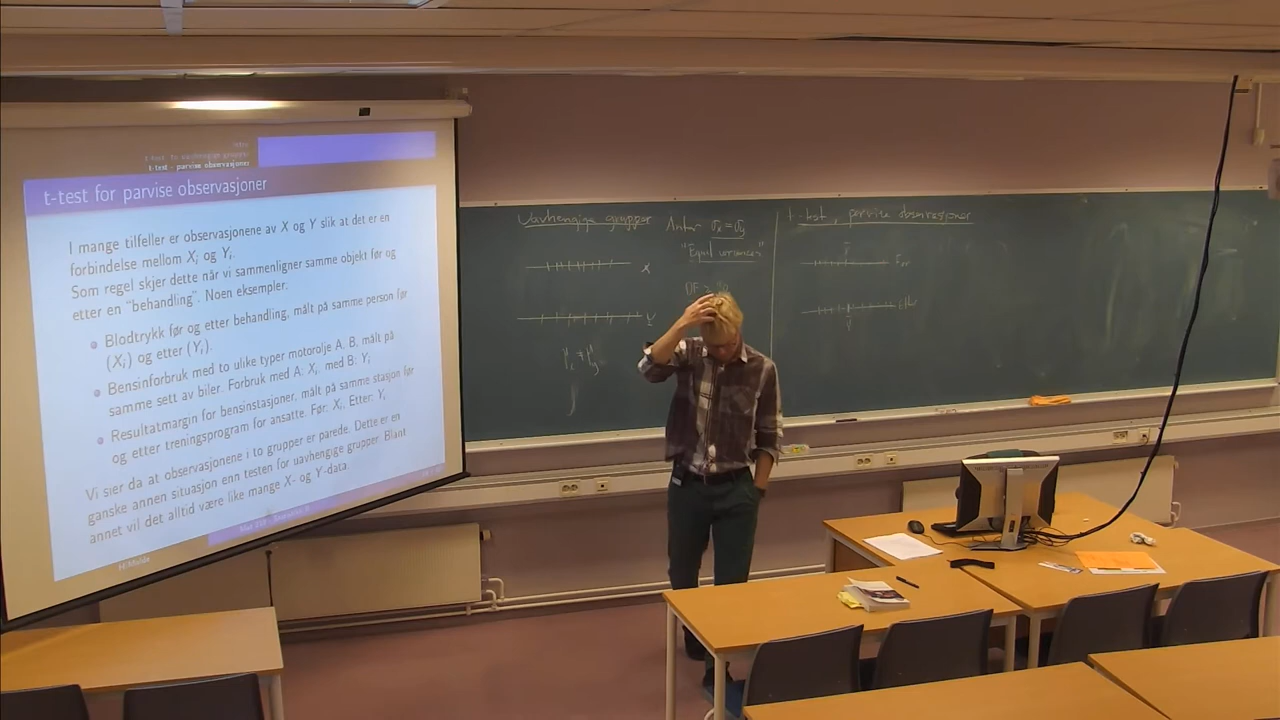 t-test - parvise observasjoner
t-test for parvise observasjoner
I mange tilfeller er observasjonene av X og Y slik at det er en
forbindelse mellom Xᵢ og Yᵢ.
Som regel skjer dette når vi sammenligner samme objekt før og
etter en "behandling". Noen eksempler:
Blodtrykk før og etter behandling, målt på samme person før
(Xᵢ) og etter (Yᵢ).
Bensinforbruk med to ulike typer motorolje A, B, målt på
samme sett av biler. Forbruk med A: Xᵢ, med B: Yᵢ
Resultatmargin for bensinstasjoner, målt på samme stasjon før
og etter treningsprogram for ansatte. Før: Xᵢ. Etter: Yᵢ
Vi sier da at observasjonene i to grupper er parede. Dette er en
ganske annen situasjon enn testen for uavhengige grupper. Blant
annet vil det alltid være like mange X- og Y-data.
HiMolde
Uavhengige grupper
Antar σx = σy
"Equal variances"
X
Y
t-test, parvise observasjoner
Før